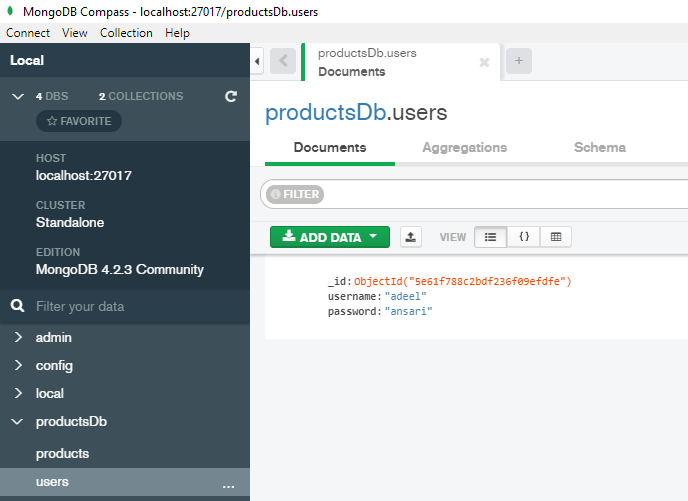 MongoDB Compass - localhost:27017/productsDb.users
Connect View Collection Help
Local
4 DBS 2 COLLECTIONS
FAVORITE
HOST
localhost:27017
CLUSTER
Standalone
EDITION
MongoDB 4.2.3 Community
Filter your data
admin
config
local
productsDb
products
users ...
productsDb.users
Documents
productsDb.users
Documents Aggregations Schema
FILTER
ADD DATA VIEW {}
_id:ObjectId("5e61f788c2bdf236f09efdfe")
username:"adeel"
password:"ansari"